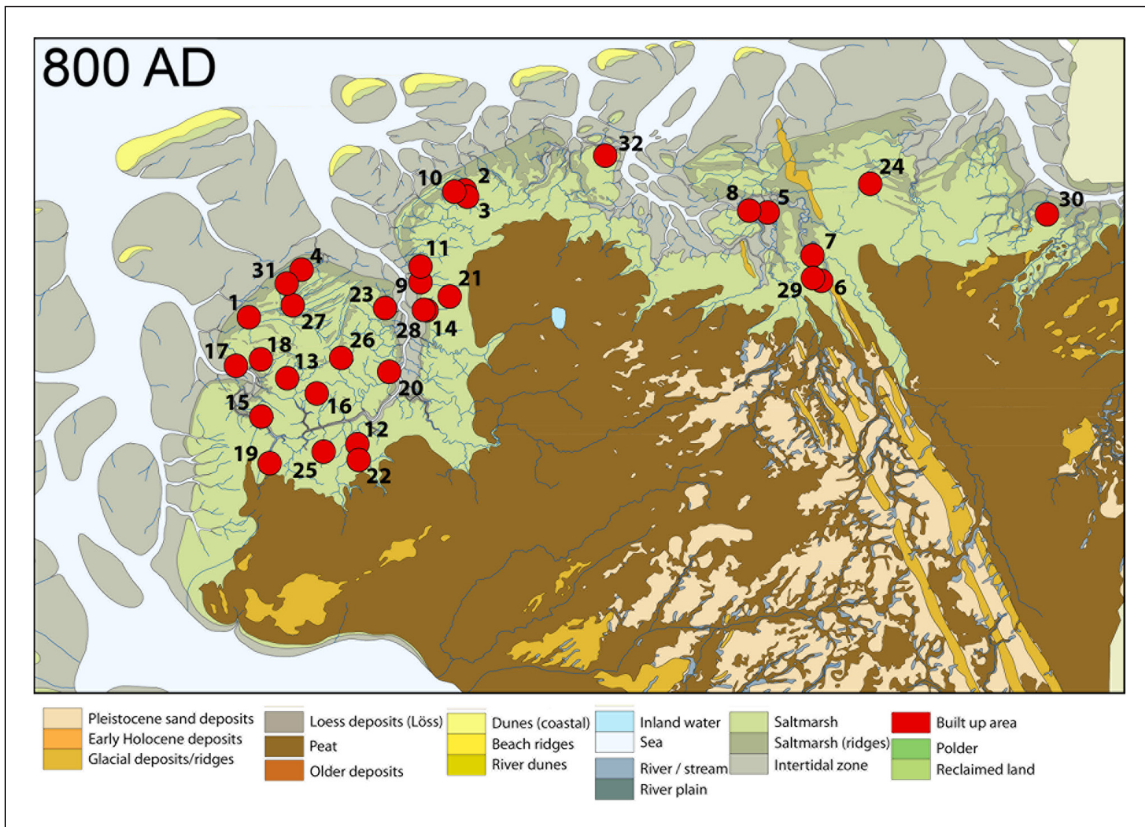 800 AD
32
2
10
3
24
8
5
30
7
11
4
31
9
21
29
6
1
23
27
28
14
26
18
17
13
20
16
15
12
19
25
22
Pleistocene sand deposits
Early Holocene deposits
Glacial deposits/ridges
Loess deposits (Löss)
Peat
Older deposits
Dunes (coastal)
Beach ridges
River dunes
Inland water
Sea
River / stream
River plain
Saltmarsh
Saltmarsh (ridges)
Intertidal zone
Built up area
Polder
Reclaimed land